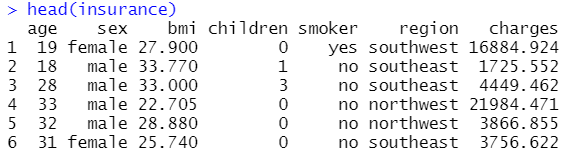 > head(insurance)
age sex bmi children smoker region charges
1 19 female 27.900 0 yes southwest 16884.924
2 18 male 33.770 1 no southeast 1725.552
3 28 male 33.000 3 no southeast 4449.462
4 33 male 22.705 0 no northwest 21984.471
5 32 male 28.880 0 no northwest 3866.855
6 31 female 25.740 0 no southeast 3756.622